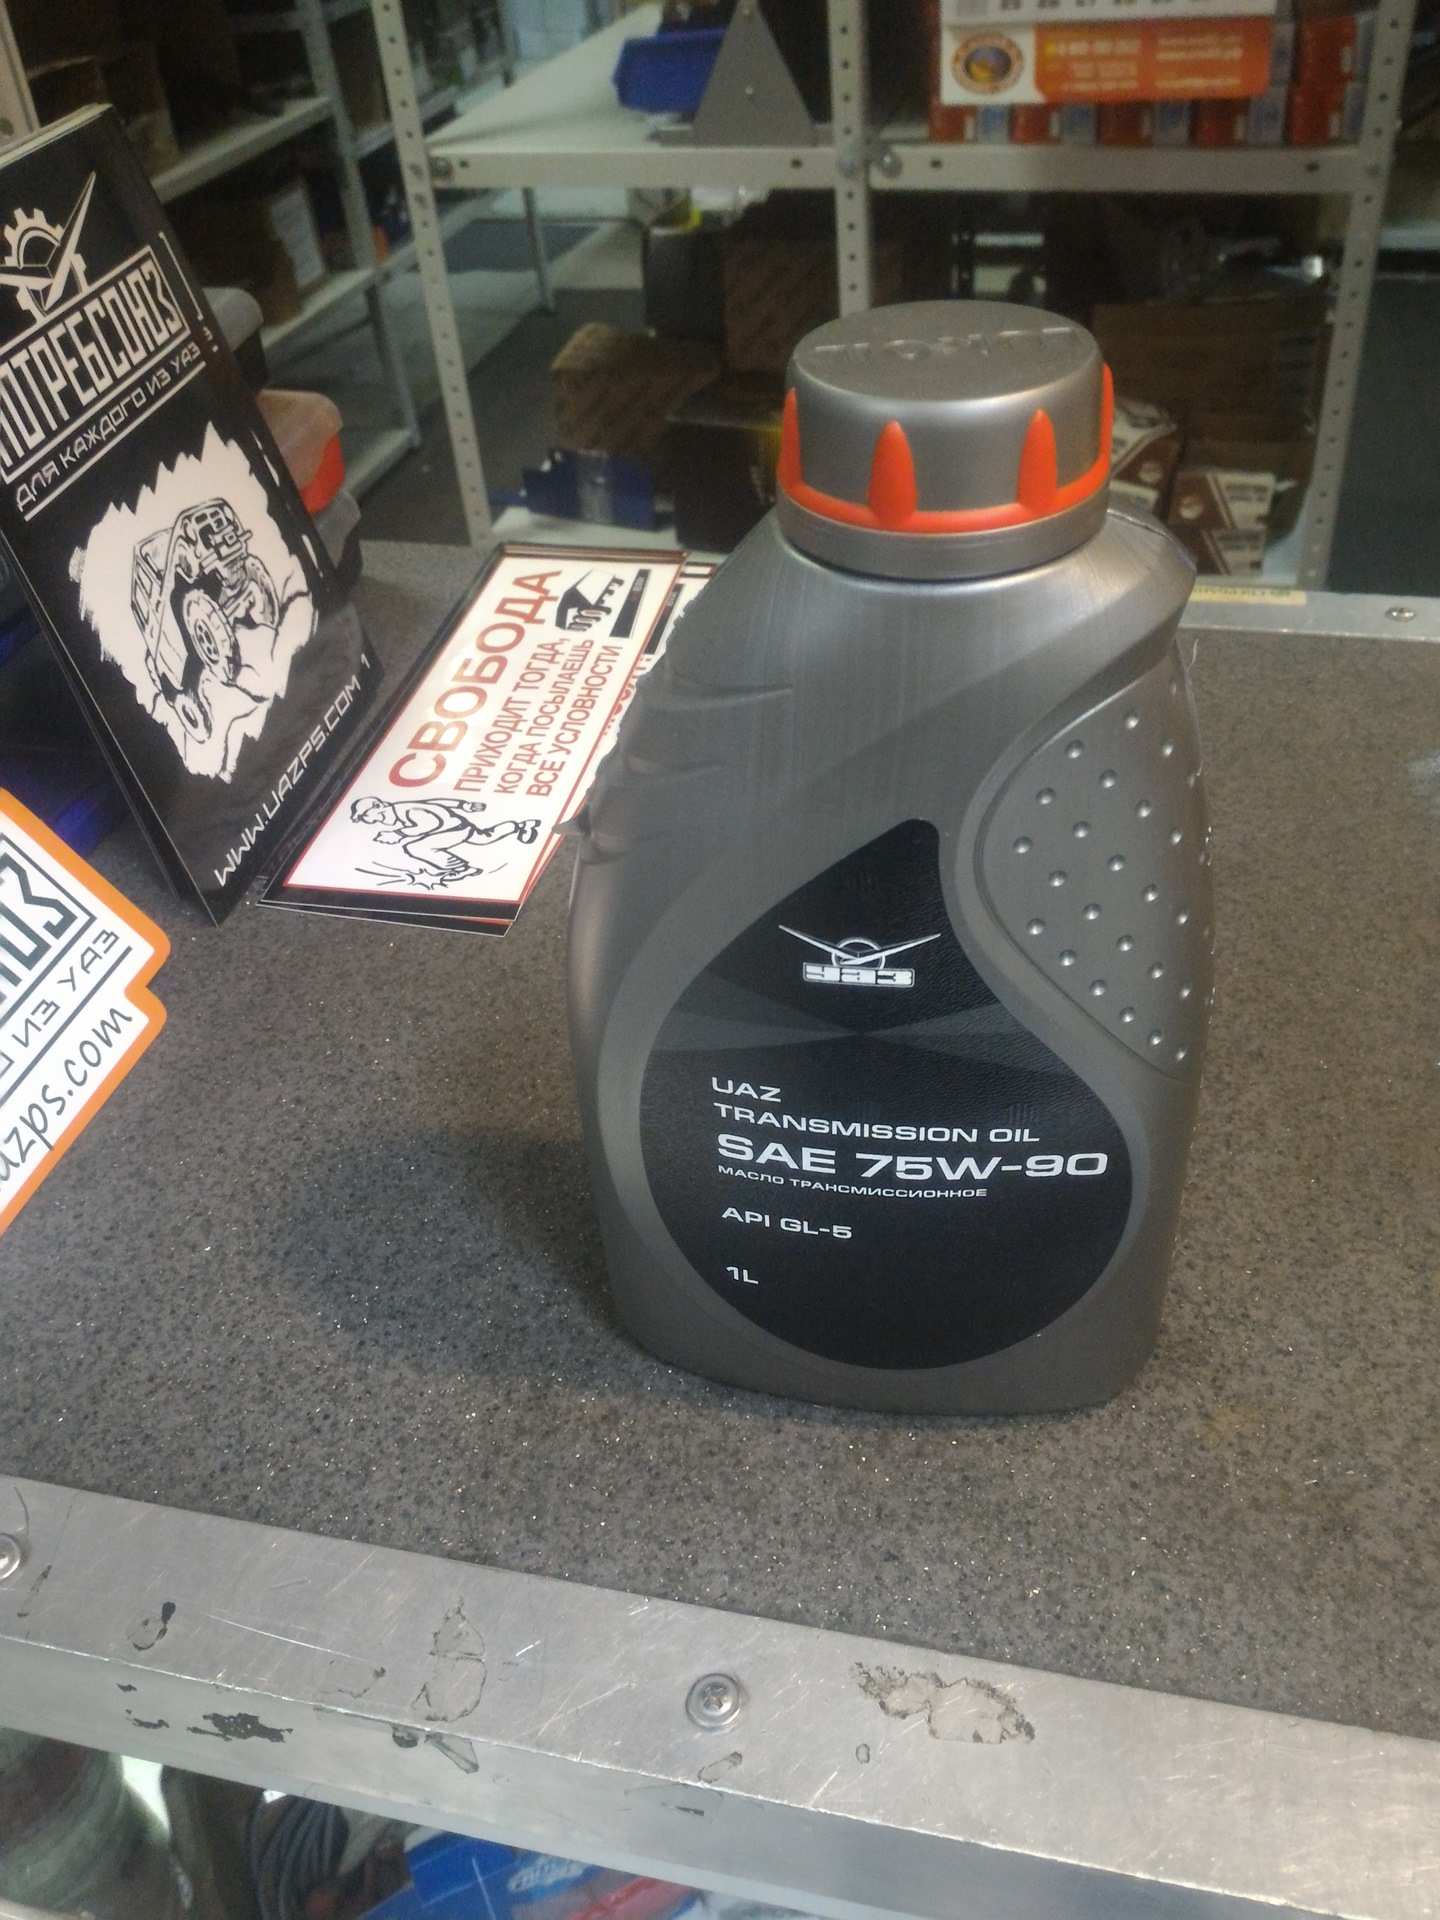 ПОТРЕБСОЮЗ
ДЛЯ КАЖДОГО ИЗ УАЗ
WWW.UAZPS.COM
СВОБОДА
ПРИХОДИТ ТОГДА,
КОГДА ПОСЫЛАЕШЬ
ВСЕ УСЛОВНОСТИ
ИЗ УАЗ
azps.com
УАЗ
UAZ
TRANSMISSION OIL
SAE 75W-90
МАСЛО ТРАНСМИССИОННОЕ
API GL-5
1L